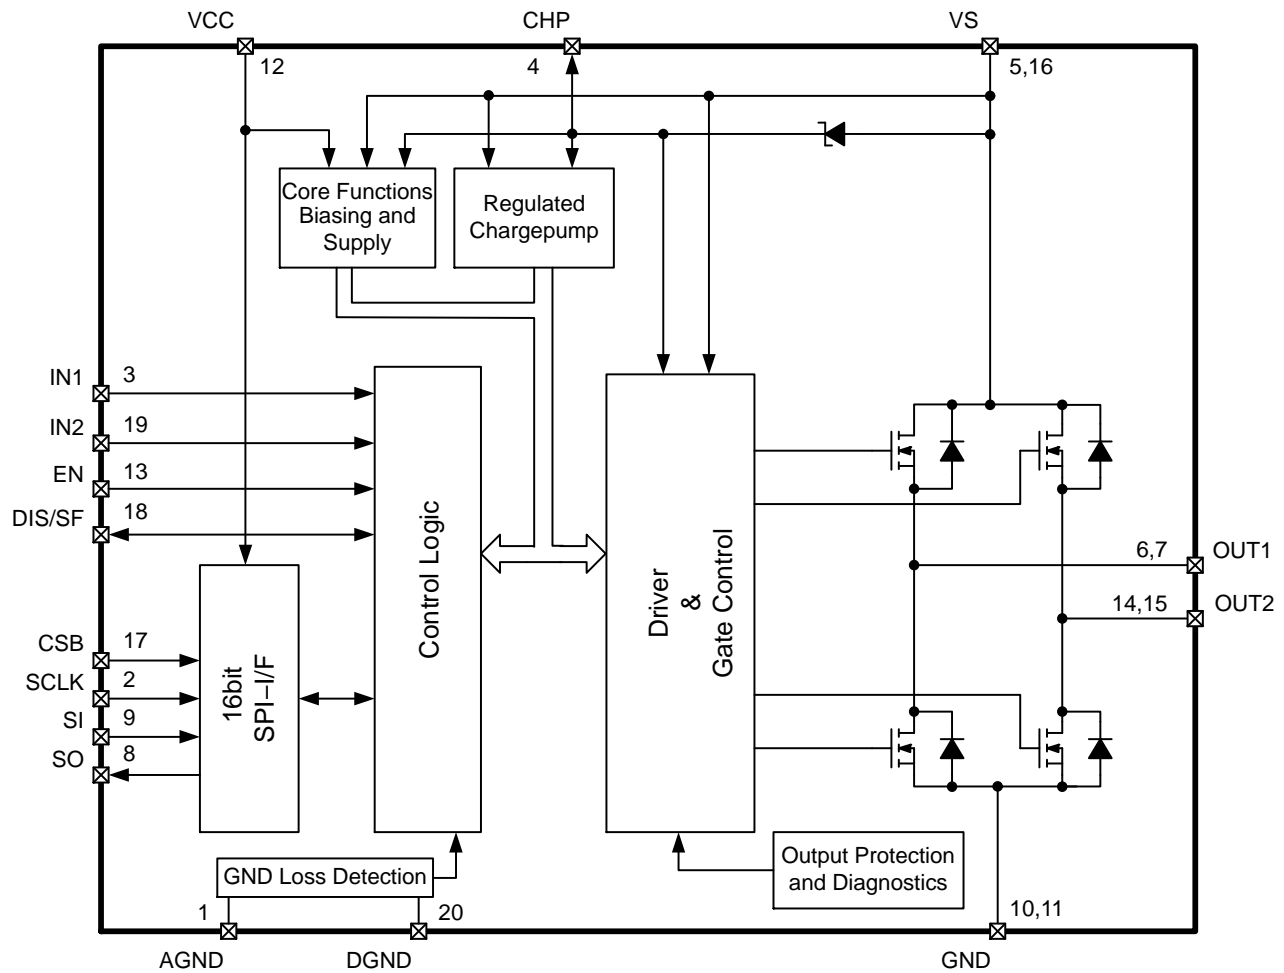 VCC
CHP
VS
12
4
5,16
Core Functions
Biasing and
Supply
Regulated
Chargepump
IN1
3
IN2
19
EN
13
DIS/SF
18
Control Logic
Driver
&
Gate Control
6,7
OUT1
14,15
OUT2
CSB
17
SCLK
2
SI
9
SO
8
16bit
SPI–I/F
GND Loss Detection
Output Protection
and Diagnostics
1
20
10,11
AGND
DGND
GND